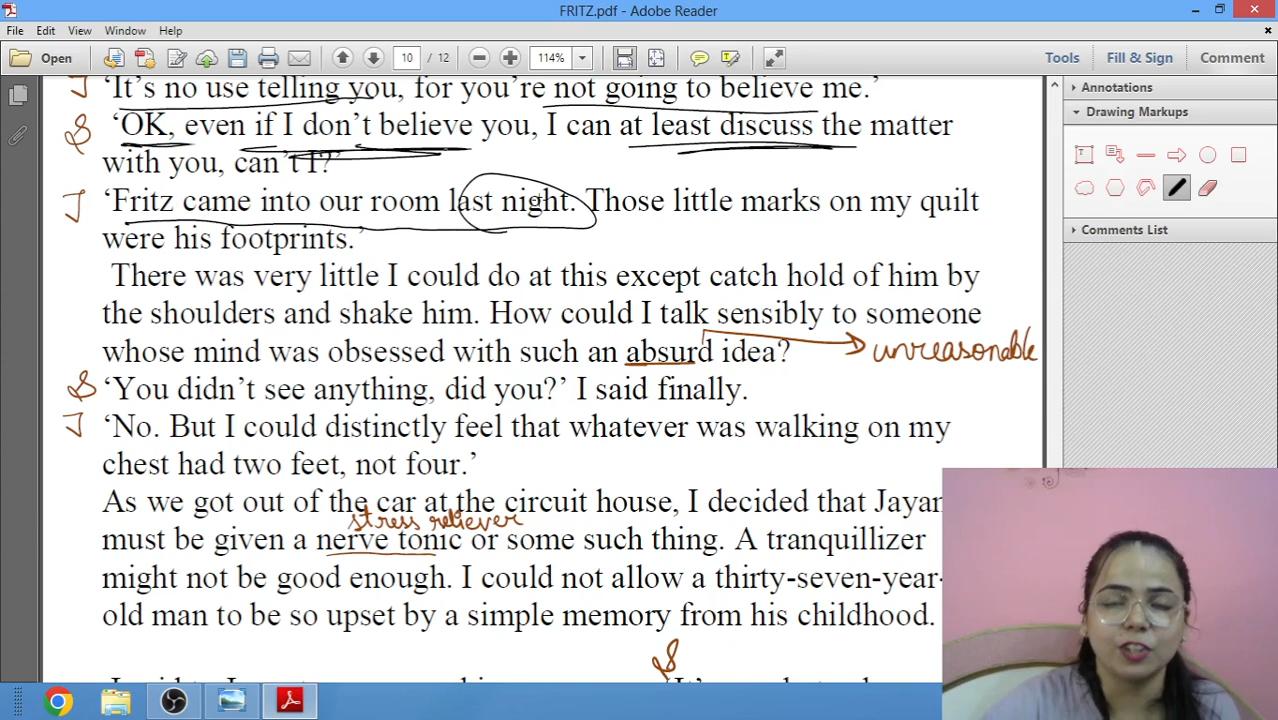 FRITZ.pdf - Adobe Reader
File Edit View Window Help
Open 10 / 12 114% Tools Fill & Sign Comment
J 'It's no use telling you, for you're not going to believe me.'
S 'OK, even if I don't believe you, I can at least discuss the matter
with you, can't I?'
J 'Fritz came into our room last night. Those little marks on my quilt
were his footprints.'
There was very little I could do at this except catch hold of him by
the shoulders and shake him. How could I talk sensibly to someone
whose mind was obsessed with such an absurd idea? unreasonable
S 'You didn't see anything, did you?' I said finally.
J 'No. But I could distinctly feel that whatever was walking on my
chest had two feet, not four.'
As we got out of the car at the circuit house, I decided that Jayan
stress reliever
must be given a nerve tonic or some such thing. A tranquillizer
might not be good enough. I could not allow a thirty-seven-year-
old man to be so upset by a simple memory from his childhood.
S
Annotations
Drawing Markups
Comments List